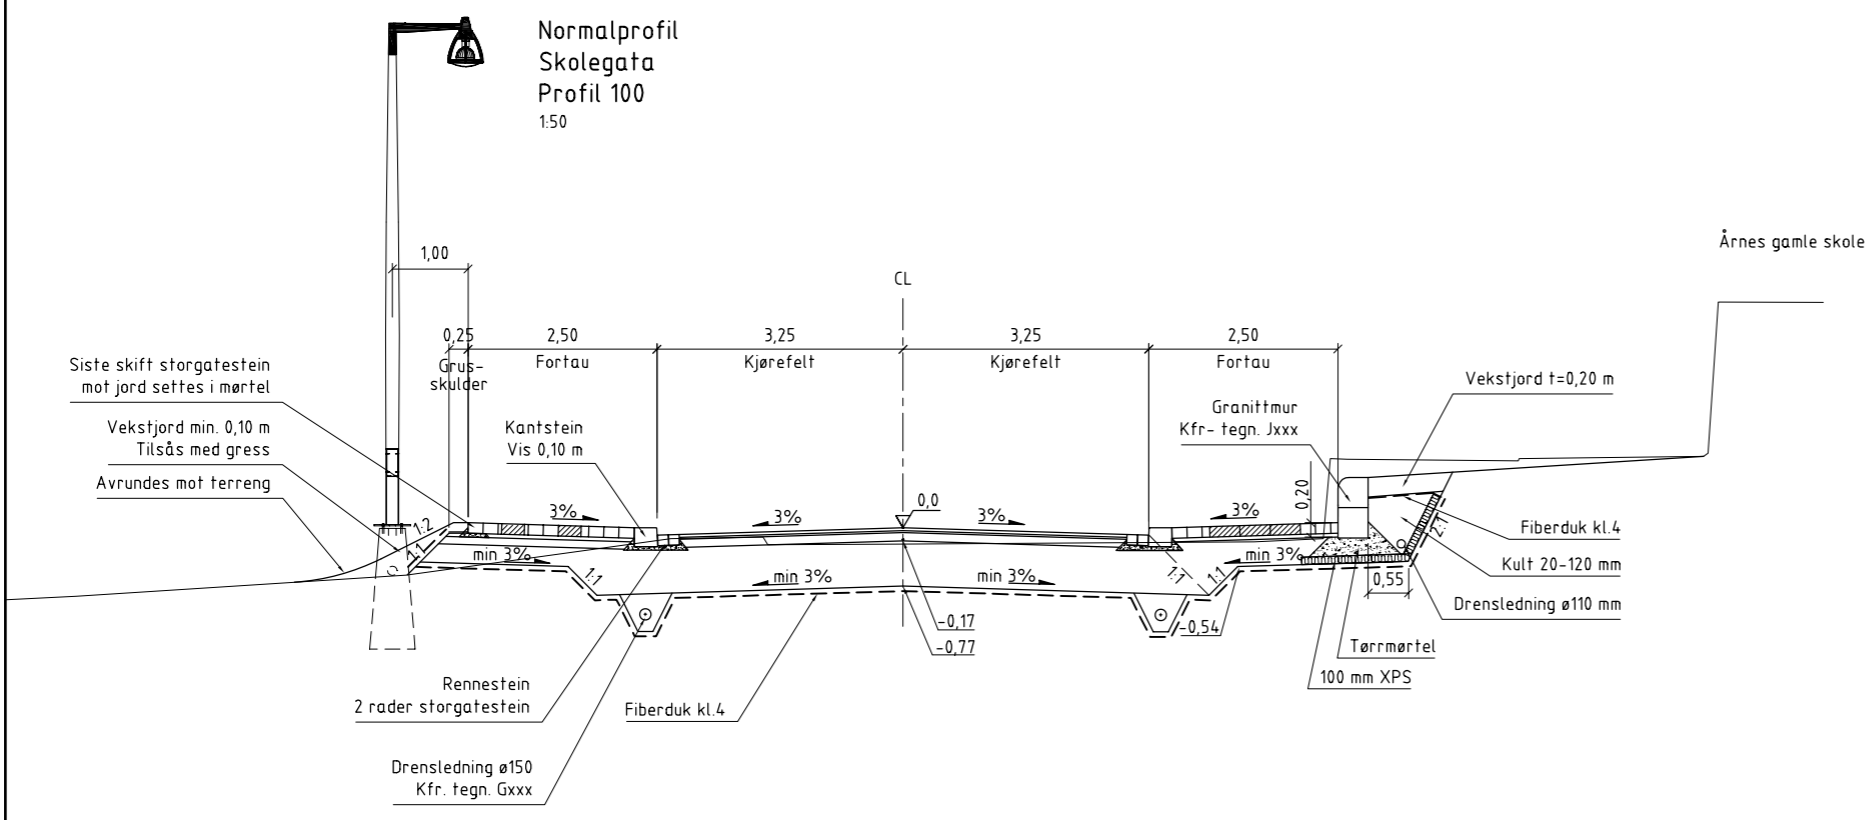 Normalprofil
Skolegata
Profil 100
1:50
Årnes gamle skole
1,00
CL
0,25
2,50
3,25
3,25
2,50
Grus-
skulder
Fortau
Kjørefelt
Kjørefelt
Fortau
Siste skift storgatestein
mot jord settes i mørtel
Vekstjord min. 0,10 m
Tilsås med gress
Avrundes mot terreng
Kantstein
Vis 0,10 m
Granittmur
Kfr- tegn. Jxxx
Vekstjord t=0,20 m
0,20
0,0
3%
3%
3%
3%
1:2
1:1
min 3%
1:1
min 3%
min 3%
1:1
1:1
min 3%
2:1
Fiberduk kl.4
Kult 20-120 mm
0,55
Drensledning ø110 mm
-0,17
-0,77
-0,54
Tørrmørtel
100 mm XPS
Rennestein
2 rader storgatestein
Fiberduk kl.4
Drensledning ø150
Kfr. tegn. Gxxx